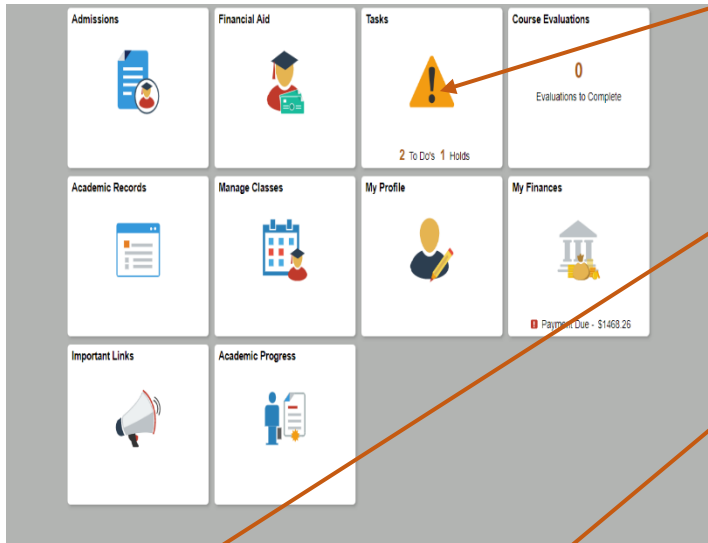 Admissions
Financial Aid
Tasks
Course Evaluations
0
Evaluations to Complete
2 To Do's 1 Holds
Academic Records
Manage Classes
My Profile
My Finances
Payment Due - $1468.26
Important Links
Academic Progress